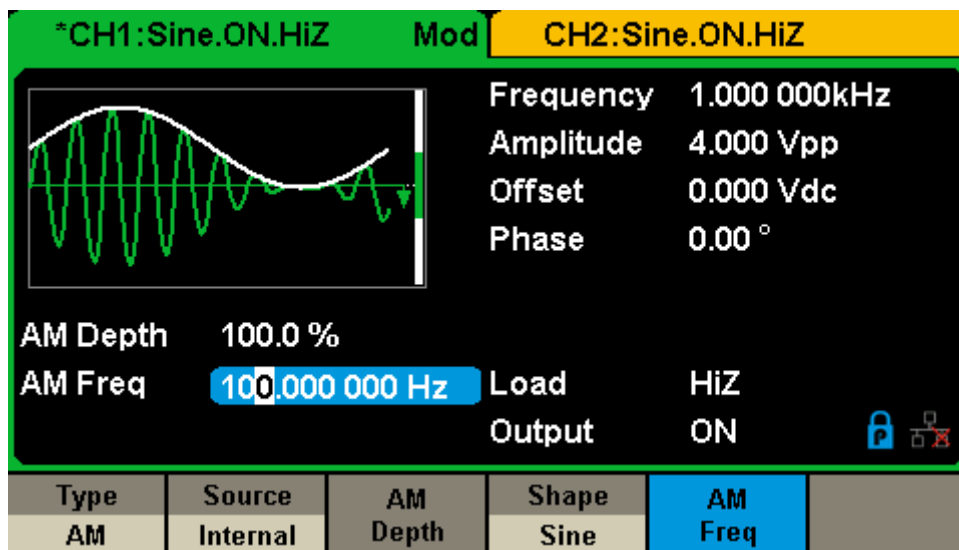 *CH1:Sine.ON.HiZ Mod CH2:Sine.ON.HiZ
Frequency 1.000 000kHz
Amplitude 4.000 Vpp
Offset 0.000 Vdc
Phase 0.00 °
AM Depth 100.0 %
AM Freq 100.000 000 Hz Load HiZ
Output ON P
Type Source AM Shape AM
AM Internal Depth Sine Freq